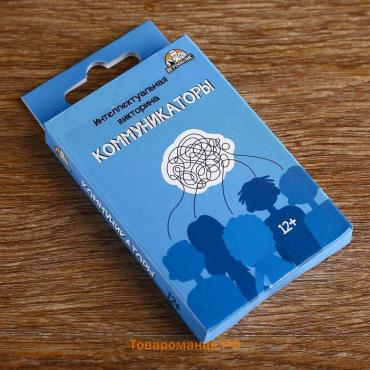 Интеллектуальная
викторина
КОММУНИКАТОРЫ
12+
КОММУНИКАТОРЫ
12+
Товаромания.РФ